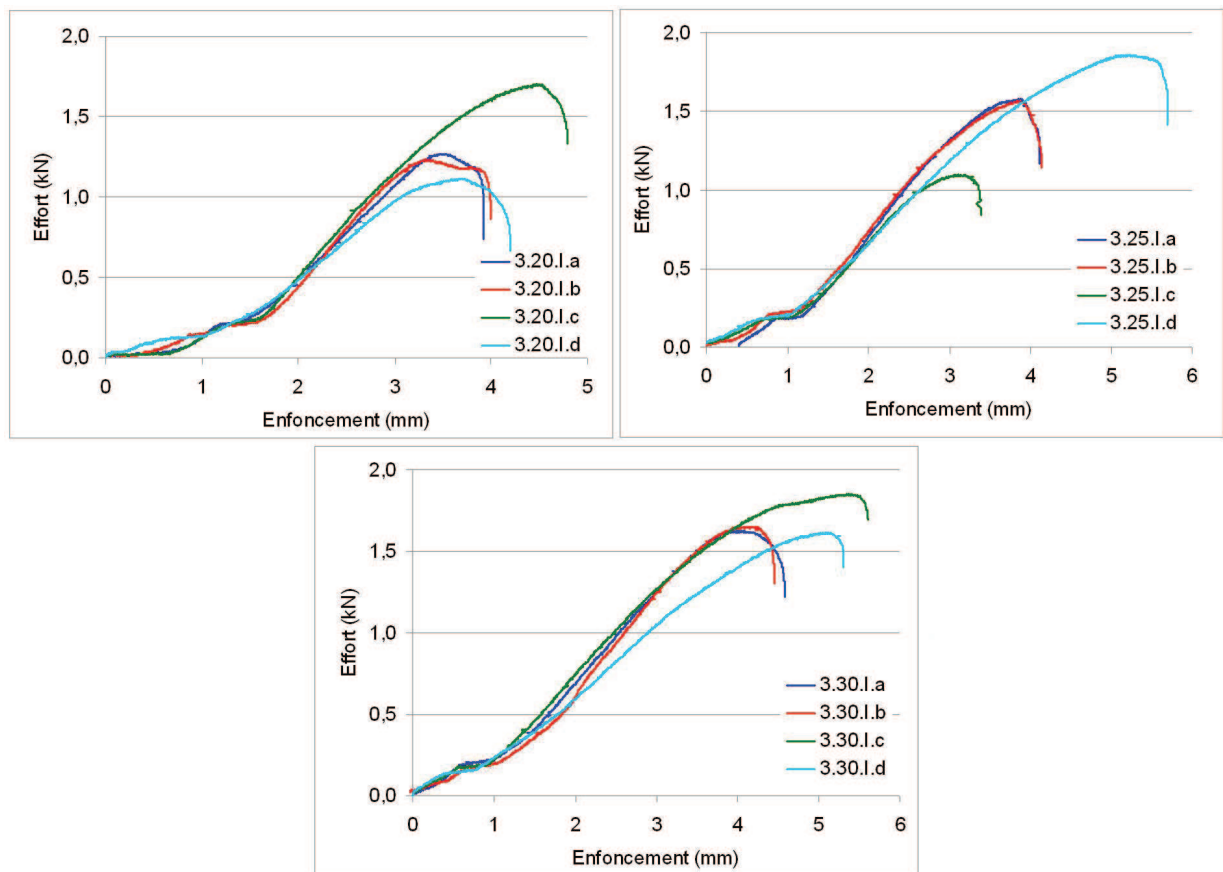 2,0
1,5
1,0
0,5
0,0
Effort (kN)
0 1 2 3 4 5
Enfoncement (mm)
3.20.I.a
3.20.I.b
3.20.I.c
3.20.I.d
2,0
1,5
1,0
0,5
0,0
Effort (kN)
0 1 2 3 4 5 6
Enfoncement (mm)
3.25.I.a
3.25.I.b
3.25.I.c
3.25.I.d
2,0
1,5
1,0
0,5
0,0
Effort (kN)
0 1 2 3 4 5 6
Enfoncement (mm)
3.30.I.a
3.30.I.b
3.30.I.c
3.30.I.d